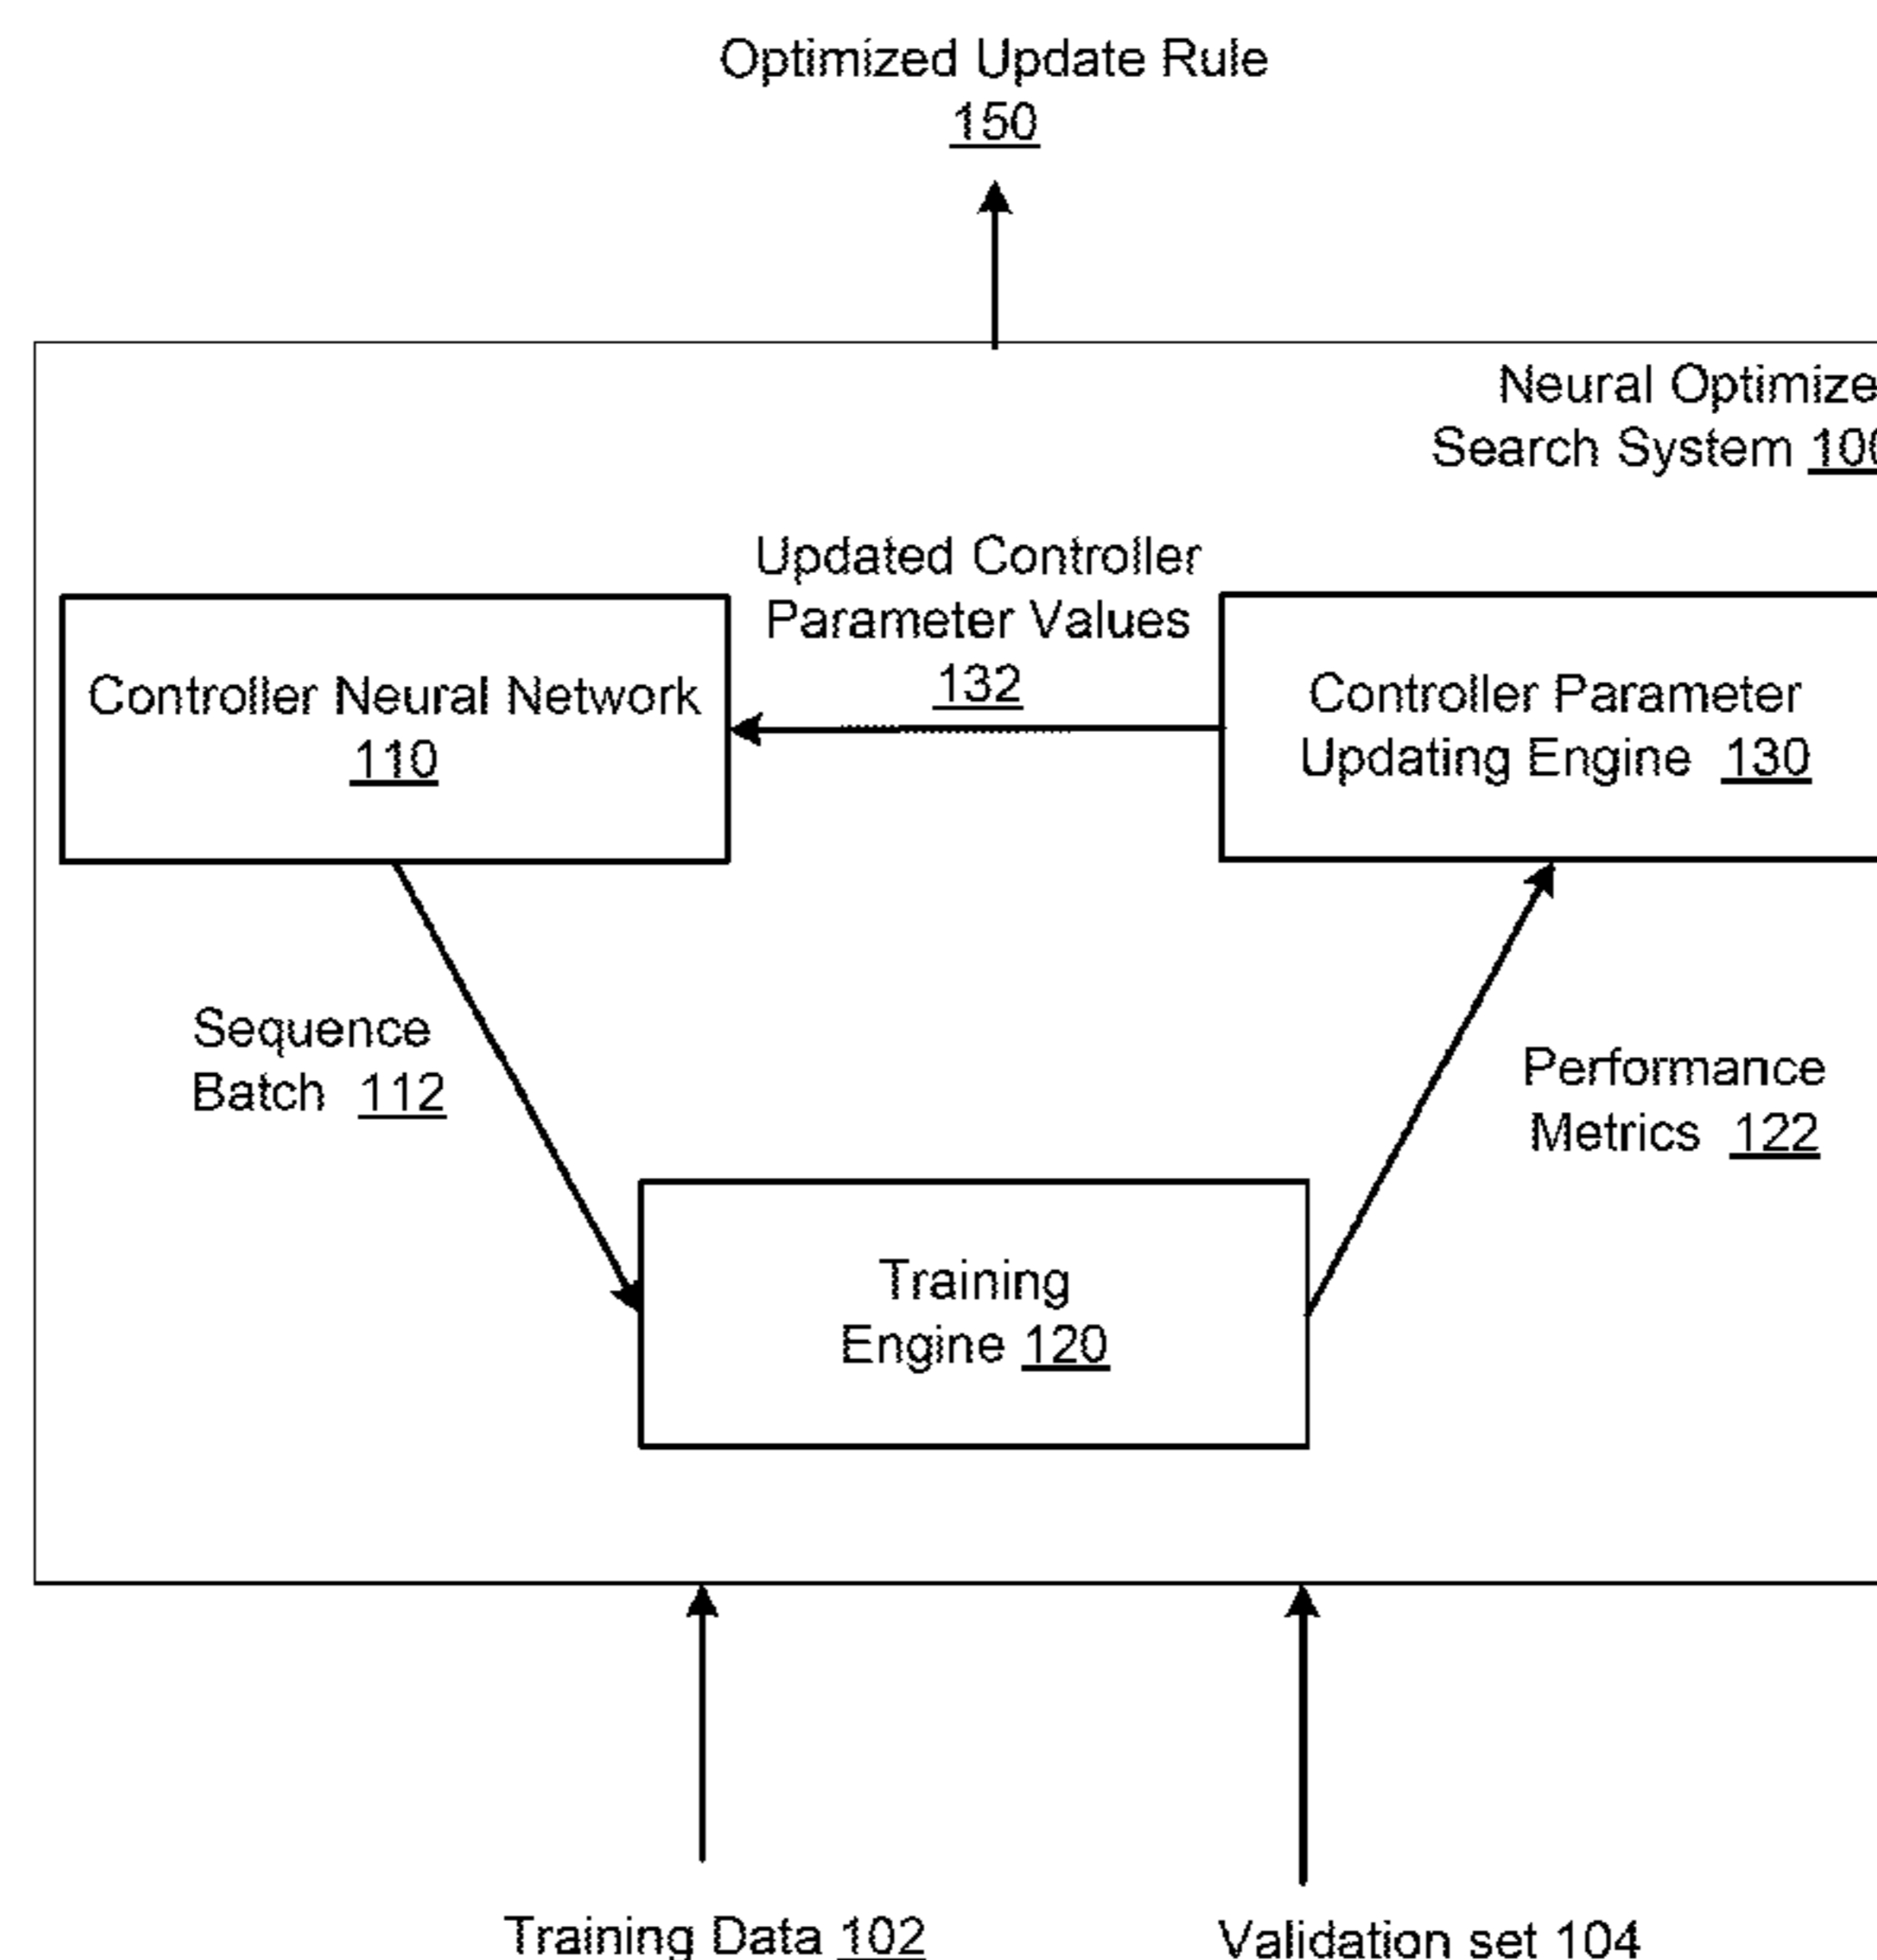 Optimized Update Rule
150
Neural Optimize
Search System 100
Updated Controller
Parameter Values
132
Controller Neural Network
110
Controller Parameter
Updating Engine 130
Sequence
Batch 112
Performance
Metrics 122
Training
Engine 120
Training Data 102
Validation set 104